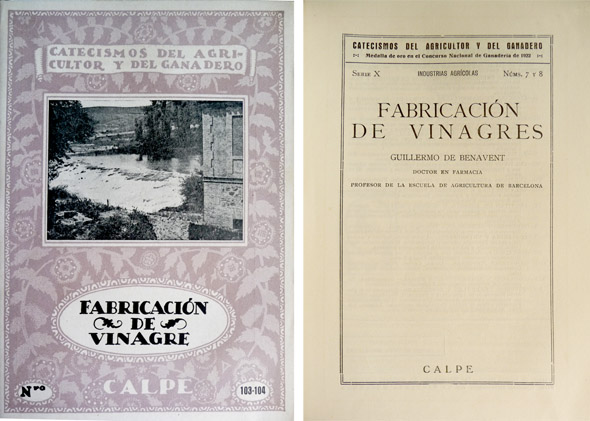 CATECISMOS DEL AGRI-
CULTOR Y DEL GANADERO
FABRICACIÓN
DE
VINAGRE
Nº
CALPE
103-104
CATECISMOS DEL AGRICULTOR Y DEL GANADERO
Medalla de oro en el Concurso Nacional de Ganadería de 1922
SERIE X INDUSTRIAS AGRÍCOLAS NÚMS. 7 Y 8
FABRICACIÓN
DE VINAGRES
GUILLERMO DE BENAVENT
DOCTOR EN FARMACIA
PROFESOR DE LA ESCUELA DE AGRICULTURA DE BARCELONA
CALPE